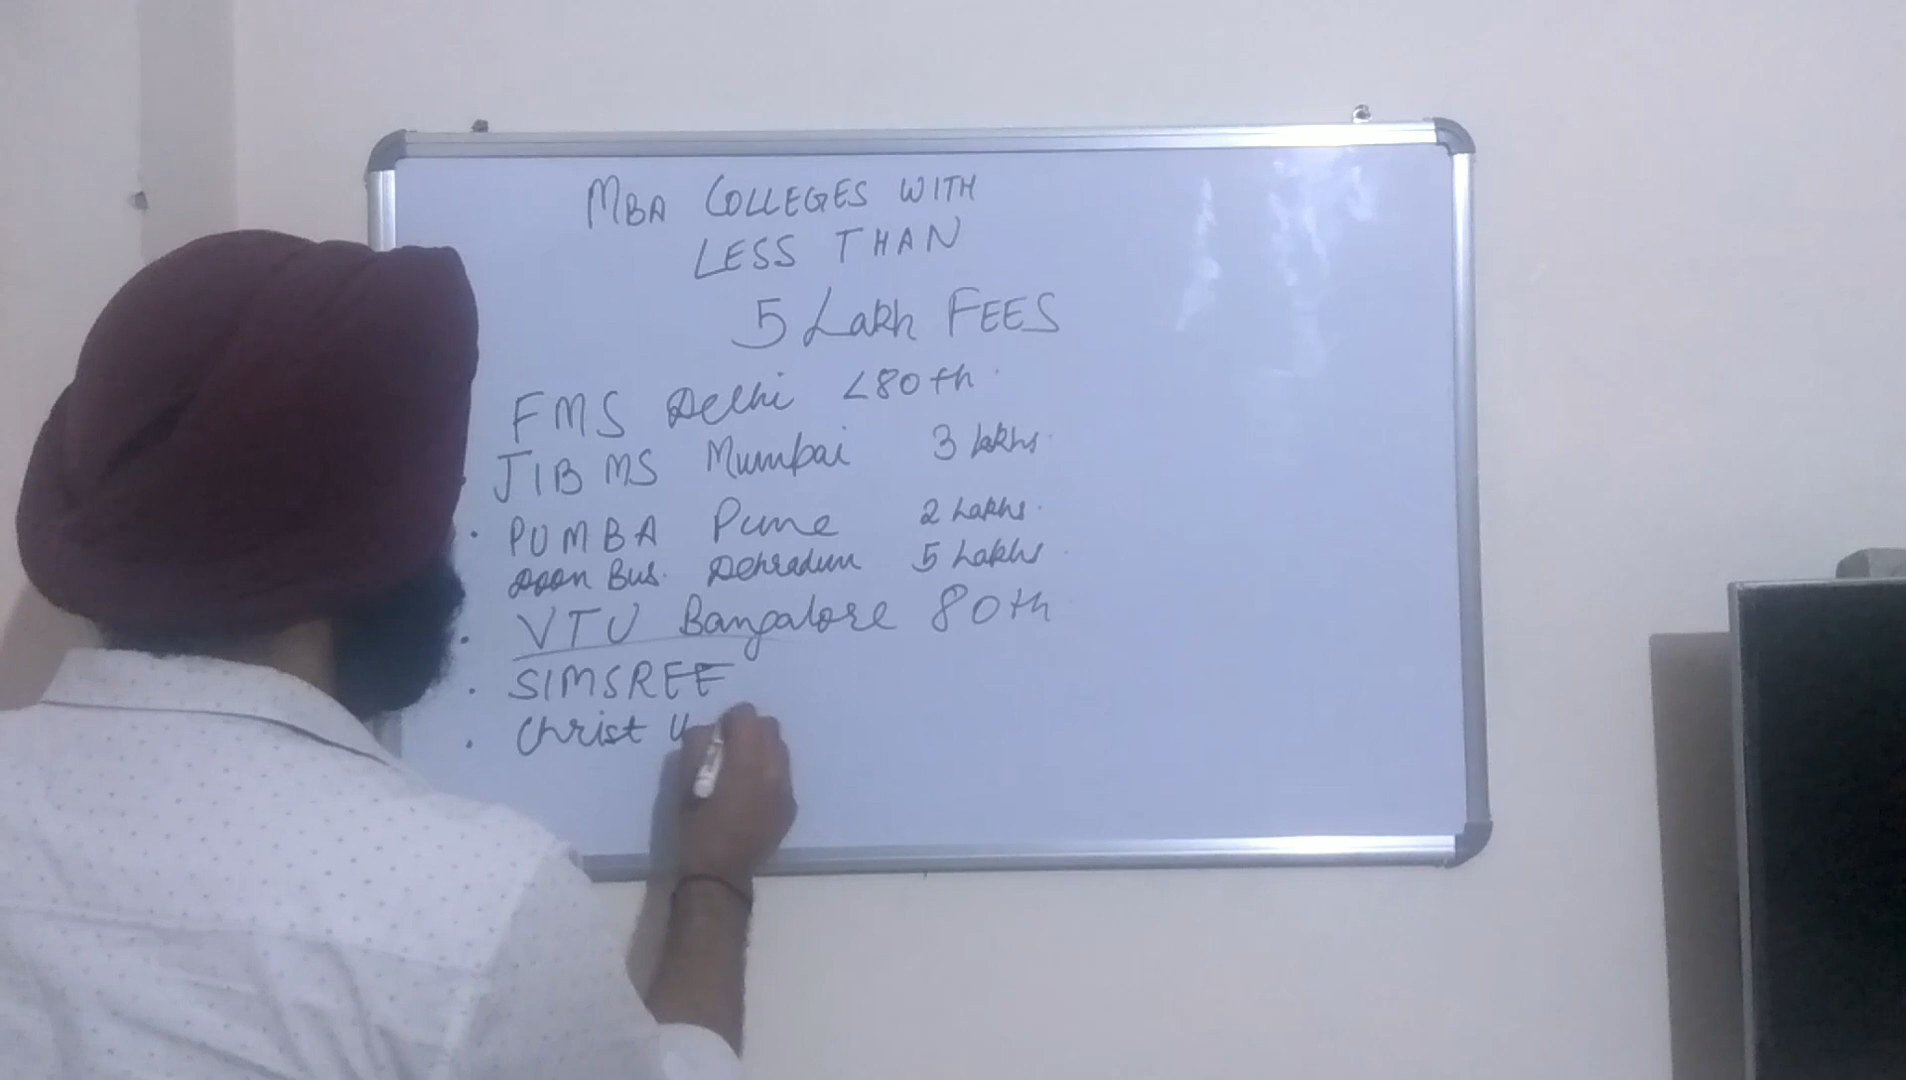 MBA COLLEGES WITH
LESS THAN
5 Lakh FEES
FMS Delhi <80th.
JIBMS Mumbai 3 Lakhs.
. PUMBA Pune 2 Lakhs.
Doon Bus. Dehradun 5 Lakhs.
. VTU Bangalore 80th
. SIMSREE
. Christ U